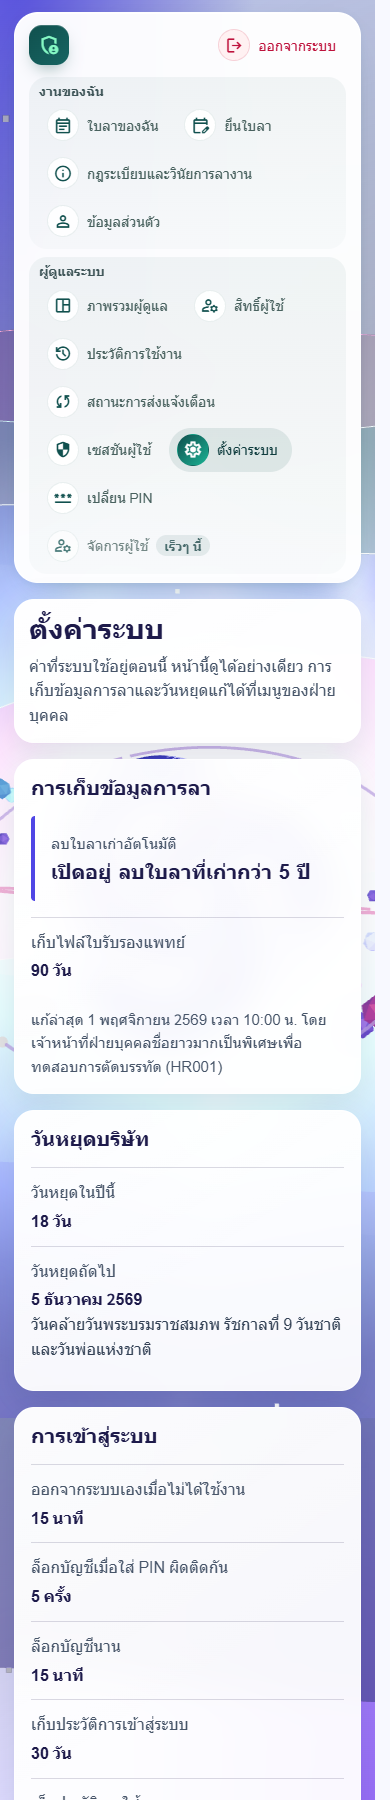 ออกจากระบบ
งานของฉัน
ใบลาของฉัน
ยื่นใบลา
กฎระเบียบและวินัยการลางาน
ข้อมูลส่วนตัว
ผู้ดูแลระบบ
ภาพรวมผู้ดูแล
สิทธิ์ผู้ใช้
ประวัติการใช้งาน
สถานะการส่งแจ้งเตือน
เซสชันผู้ใช้
ตั้งค่าระบบ
เปลี่ยน PIN
จัดการผู้ใช้ เร็วๆ นี้
ตั้งค่าระบบ
ค่าที่ระบบใช้อยู่ตอนนี้ หน้านี้ดูได้อย่างเดียว การ
เก็บข้อมูลการลาและวันหยุดแก้ได้ที่เมนูของฝ่าย
บุคคล
การเก็บข้อมูลการลา
ลบใบลาเก่าอัตโนมัติ
เปิดอยู่ ลบใบลาที่เก่ากว่า 5 ปี
เก็บไฟล์ใบรับรองแพทย์
90 วัน
แก้ล่าสุด 1 พฤศจิกายน 2569 เวลา 10:00 น. โดย
เจ้าหน้าที่ฝ่ายบุคคลชื่อยาวมากเป็นพิเศษเพื่อ
ทดสอบการตัดบรรทัด (HR001)
วันหยุดบริษัท
วันหยุดในปีนี้
18 วัน
วันหยุดถัดไป
5 ธันวาคม 2569
วันคล้ายวันพระบรมราชสมภพ รัชกาลที่ 9 วันชาติ
และวันพ่อแห่งชาติ
การเข้าสู่ระบบ
ออกจากระบบเองเมื่อไม่ได้ใช้งาน
15 นาที
ล็อกบัญชีเมื่อใส่ PIN ผิดติดกัน
5 ครั้ง
ล็อกบัญชีนาน
15 นาที
เก็บประวัติการเข้าสู่ระบบ
30 วัน